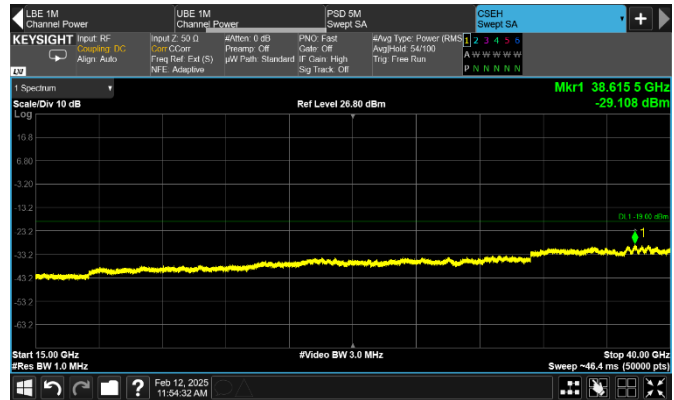 LBE 1M
Channel Power
UBE 1M
Channel Power
PSD 5M
Swept SA
CSEH
Swept SA
+
KEYSIGHT
Input: RF
Coupling: DC
Align: Auto
LXI
Input Z: 50 Ω
Corr CCorr
Freq Ref: Ext (S)
NFE: Adaptive
#Atten: 0 dB
Preamp: Off
µW Path: Standard
PNO: Fast
Gate: Off
IF Gain: High
Sig Track: Off
#Avg Type: Power (RMS
Avg|Hold: 54/100
Trig: Free Run
1 2 3 4 5 6
A W W W W W
P N N N N N
1 Spectrum
Scale/Div 10 dB
Log
Ref Level 26.80 dBm
Mkr1 38.615 5 GHz
-29.108 dBm
16.8
6.80
-3.20
-13.2
DL1 -19.00 dBm
-23.2
1
-33.2
-43.2
-53.2
-63.2
Start 15.00 GHz
#Res BW 1.0 MHz
#Video BW 3.0 MHz
Stop 40.00 GHz
Sweep ~46.4 ms (50000 pts)
?
Feb 12, 2025
11:54:32 AM